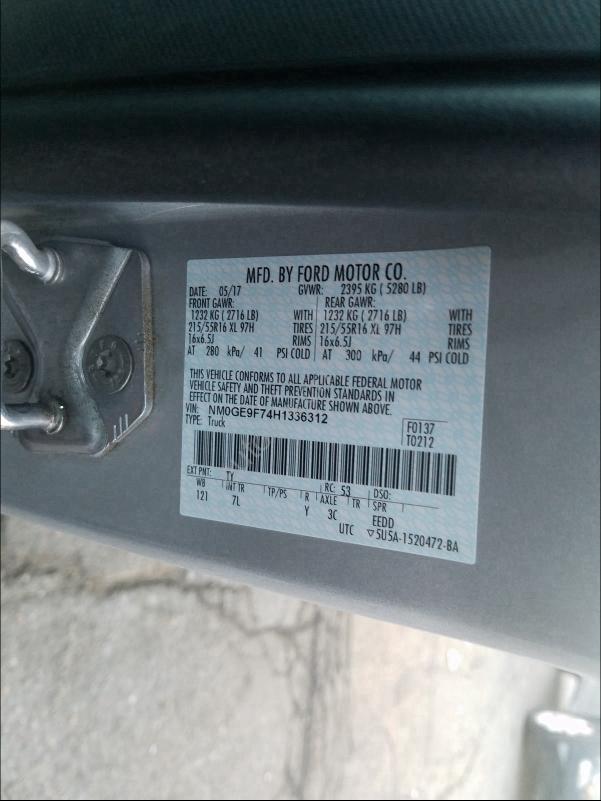 MFD. BY FORD MOTOR CO.
DATE: 05/17 GVWR: 2395 KG ( 5280 LB)
FRONT GAWR: REAR GAWR:
1232 KG ( 2716 LB) WITH 1232 KG ( 2716 LB) WITH
215/55R16 XL 97H TIRES 215/55R16 XL 97H TIRES
16x6.5J RIMS 16x6.5J RIMS
AT 280 kPa/ 41 PSI COLD AT 300 kPa/ 44 PSI COLD
THIS VEHICLE CONFORMS TO ALL APPLICABLE FEDERAL MOTOR
VEHICLE SAFETY AND THEFT PREVENTION STANDARDS IN
EFFECT ON THE DATE OF MANUFACTURE SHOWN ABOVE.
VIN: NM0GE9F74H1336312
TYPE: Truck
F0137
T0212
EXT PNT: TY RC: 53 DSO:
WB INT TR TP/PS R AXLE TR SPR
121 7L Y 3C EEDD
UTC ▽5U5A-1520472-BA